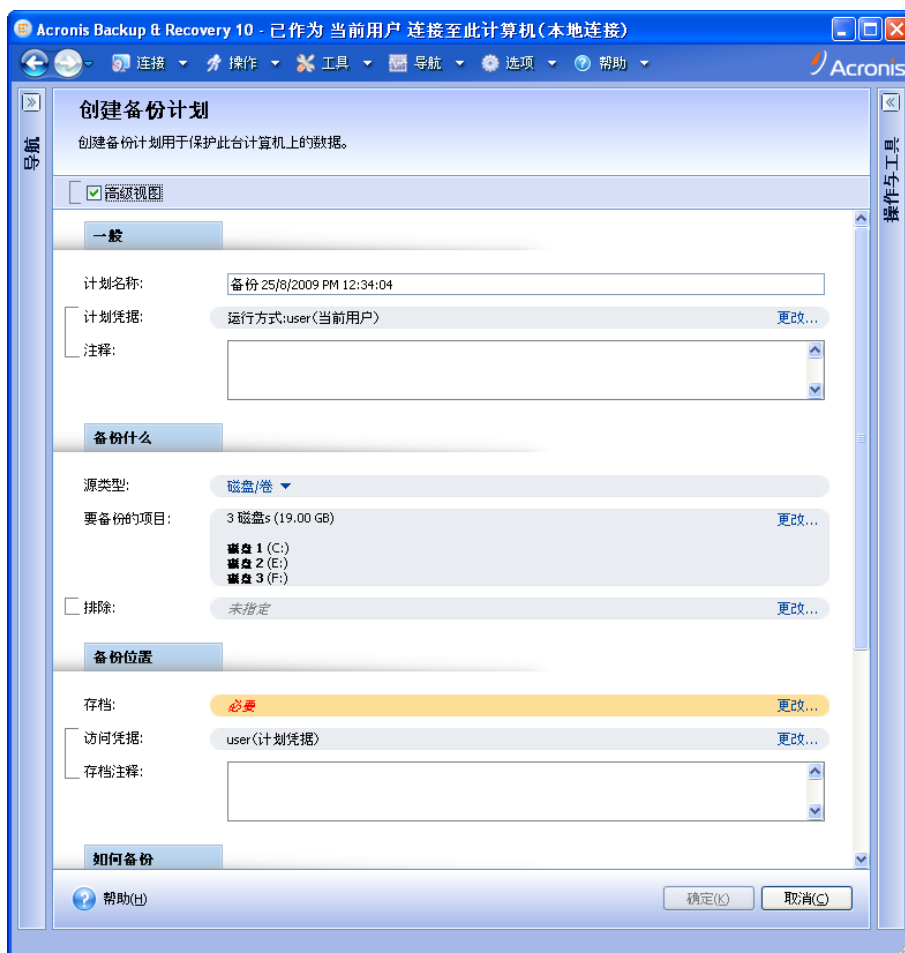 Acronis Backup & Recovery 10 - 已作为 当前用户 连接至此计算机(本地连接)
连接 操作 工具 导航 选项 帮助 Acronis
导航
操作与工具
创建备份计划
创建备份计划用于保护此台计算机上的数据。
高级视图
一般
计划名称: 备份 25/8/2009 PM 12:34:04
计划凭据: 运行方式:user(当前用户) 更改...
注释:
备份什么
源类型: 磁盘/卷
要备份的项目: 3 磁盘s (19.00 GB) 更改...
磁盘 1 (C:)
磁盘 2 (E:)
磁盘 3 (F:)
排除: 未指定 更改...
备份位置
存档: 必要 更改...
访问凭据: user(计划凭据) 更改...
存档注释:
如何备份
帮助(H) 确定(K) 取消(C)